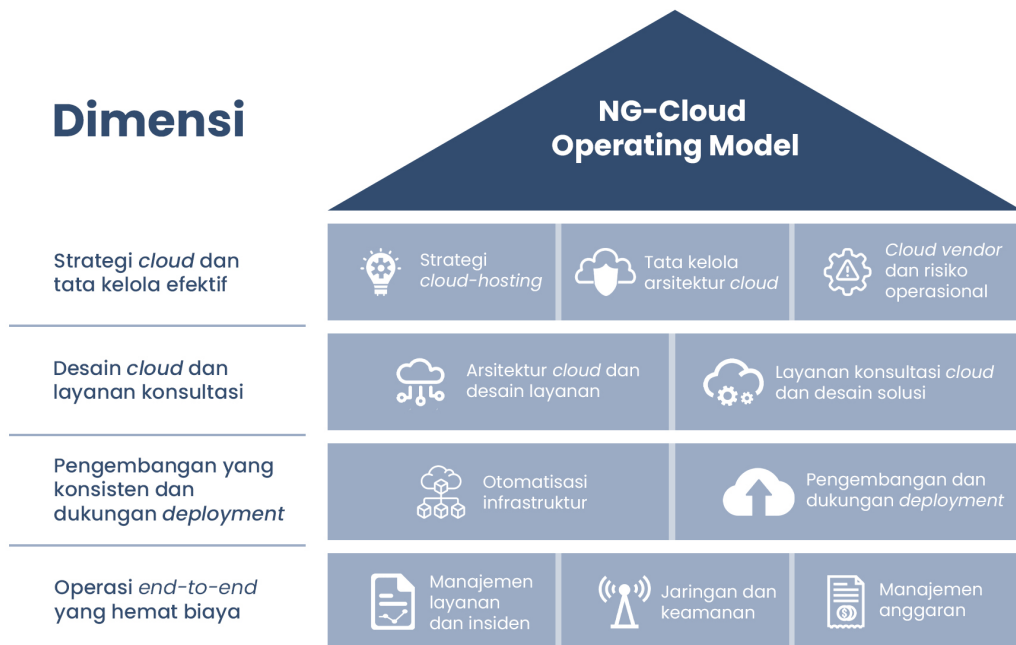 Dimensi
NG-Cloud
Operating Model
Strategi cloud dan
tata kelola efektif
Strategi
cloud-hosting
Tata kelola
arsitektur cloud
Cloud vendor
dan risiko
operasional
Desain cloud dan
layanan konsultasi
Arsitektur cloud dan
desain layanan
Layanan konsultasi cloud
dan desain solusi
Pengembangan yang
konsisten dan
dukungan deployment
Otomatisasi
infrastruktur
Pengembangan dan
dukungan deployment
Operasi end-to-end
yang hemat biaya
Manajemen
layanan
dan insiden
Jaringan dan
keamanan
Manajemen
anggaran